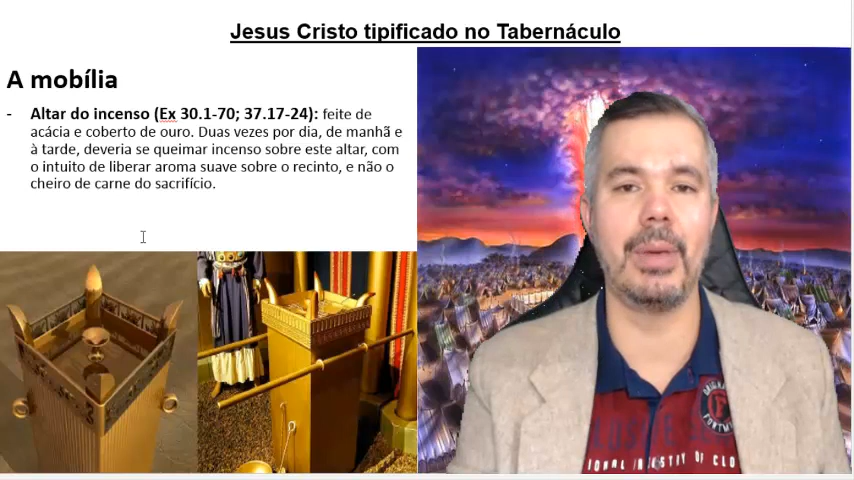 Jesus Cristo tipificado no Tabernáculo
A mobília
- Altar do incenso (Ex 30.1-70; 37.17-24): feite de
acácia e coberto de ouro. Duas vezes por dia, de manhã e
à tarde, deveria se queimar incenso sobre este altar, com
o intuito de liberar aroma suave sobre o recinto, e não o
cheiro de carne do sacrifício.